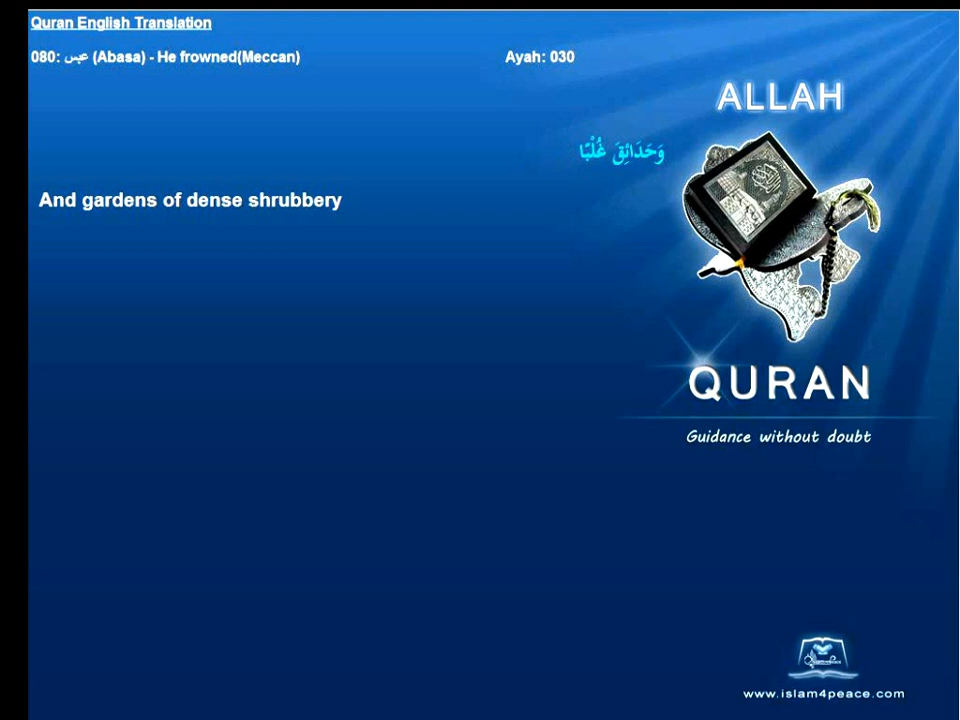 Quran English Translation
080: عبس (Abasa) - He frowned(Meccan)
Ayah: 030
ALLAH
وَحَدَائِقَ غُلْبًا
And gardens of dense shrubbery
QURAN
Guidance without doubt
www.islam4peace.com